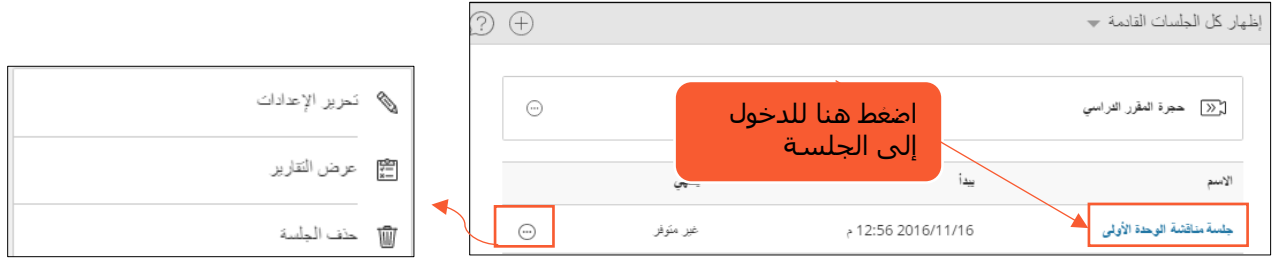 إظهار كل الجلسات القادمة
حجرة المقرر الدراسي
اضغط هنا للدخول
إلى الجلسة
الاسم يبدأ
جلسة مناقشة الوحدة الأولى 2016/11/16 12:56 م غير متوفر
تحرير الإعدادات
عرض التقارير
حذف الجلسة